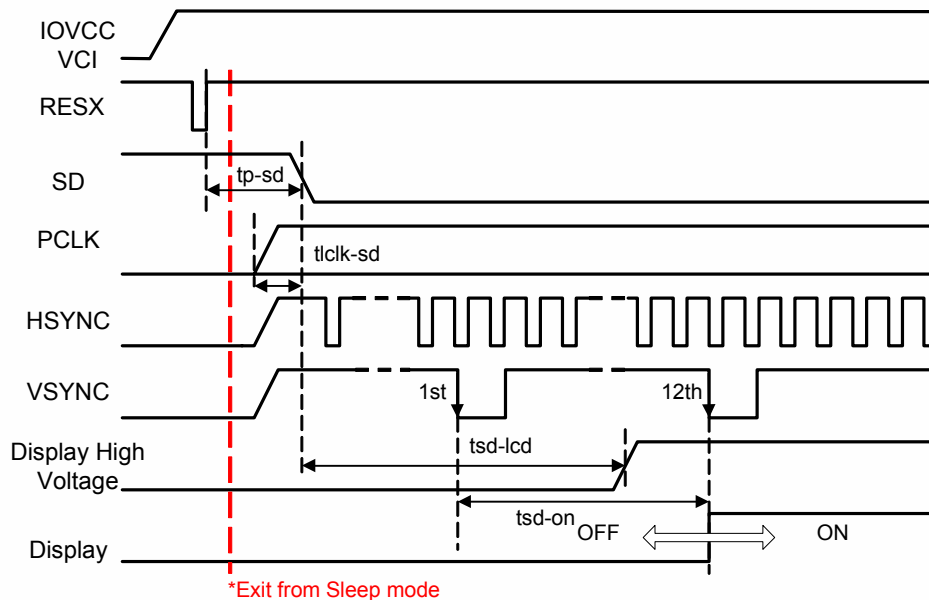 IOVCC
VCI
RESX
SD
tp-sd
PCLK
tlclk-sd
HSYNC
VSYNC
1st
12th
Display High
Voltage
tsd-lcd
tsd-on
OFF
ON
Display
*Exit from Sleep mode